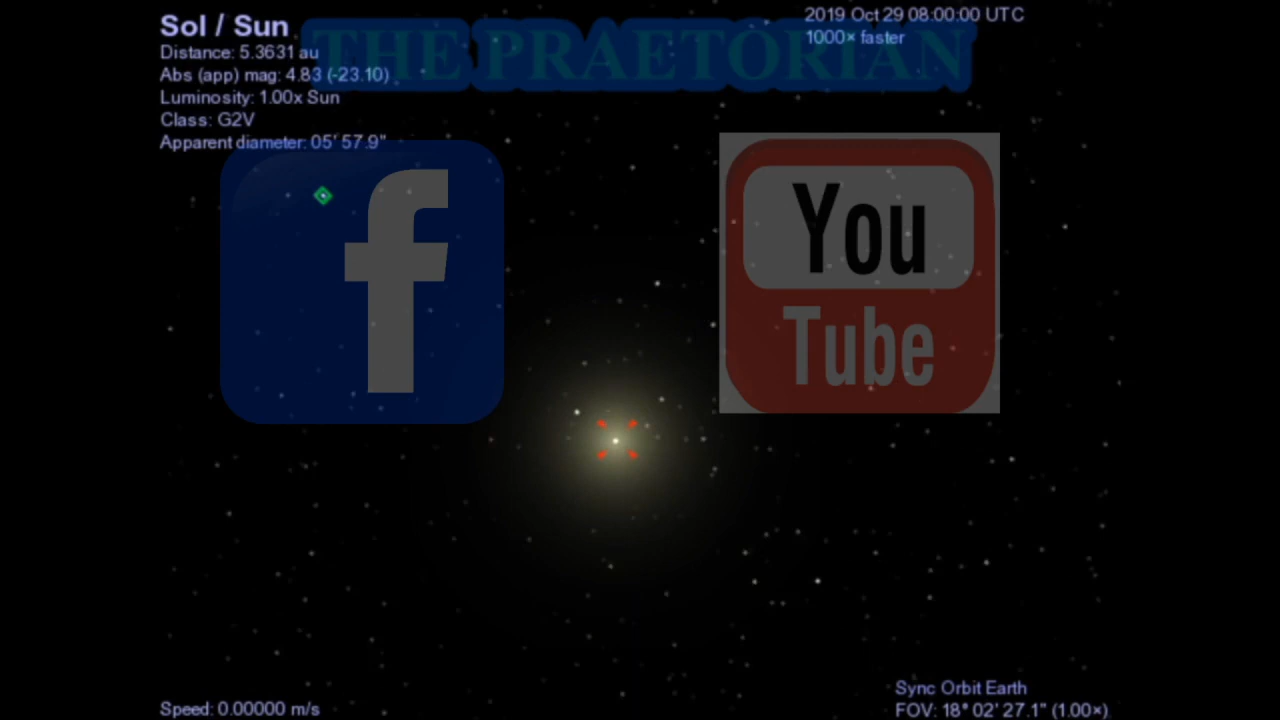 Sol / Sun
Distance: 5.3631 au
Abs (app) mag: 4.83 (-23.10)
Luminosity: 1.00x Sun
Class: G2V
Apparent diameter: 05' 57.9"
2019 Oct 29 08:00:00 UTC
1000× faster
THE PRAETORIAN
f
You
Tube
Speed: 0.00000 m/s
Sync Orbit Earth
FOV: 18° 02' 27.1" (1.00×)